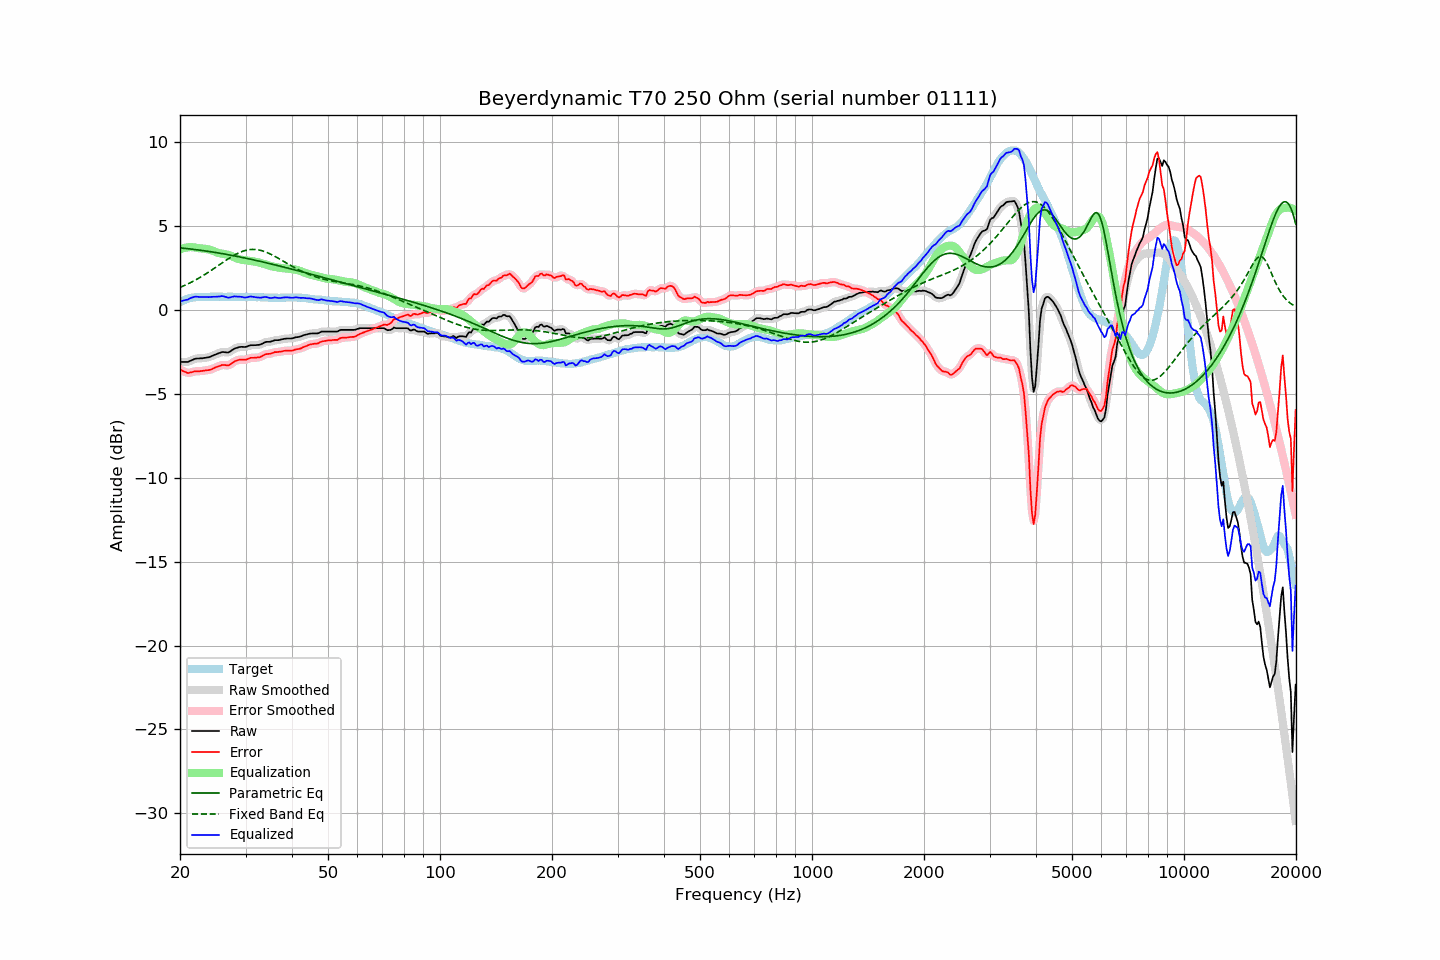 Beyerdynamic T70 250 Ohm (serial number 01111)
Amplitude (dBr)
10
5
0
−5
−10
−15
−20
−25
−30
Target
Raw Smoothed
Error Smoothed
Raw
Error
Equalization
Parametric Eq
Fixed Band Eq
Equalized
20 50 100 200 500 1000 2000 5000 10000 20000
Frequency (Hz)